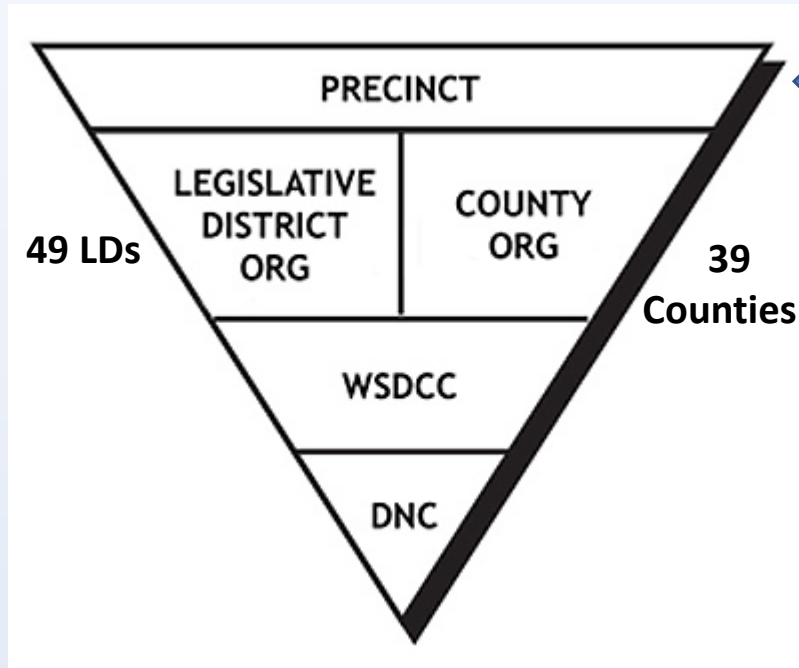 PRECINCT
LEGISLATIVE
DISTRICT
ORG
COUNTY
ORG
49 LDs
39
Counties
WSDCC
DNC